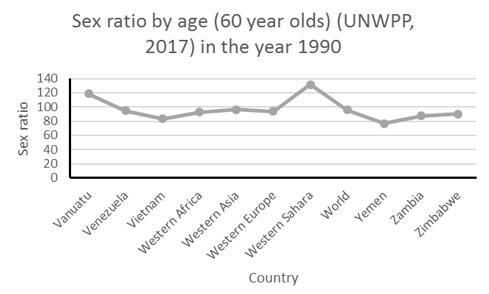 Sex ratio by age (60 year olds) (UNWPP,
2017) in the year 1990
140
120
100
80
60
40
20
0
Sex ratio
Vanuatu
Venezuela
Vietnam
Western Africa
Western Asia
Western Europe
Western Sahara
World
Yemen
Zambia
Zimbabwe
Country